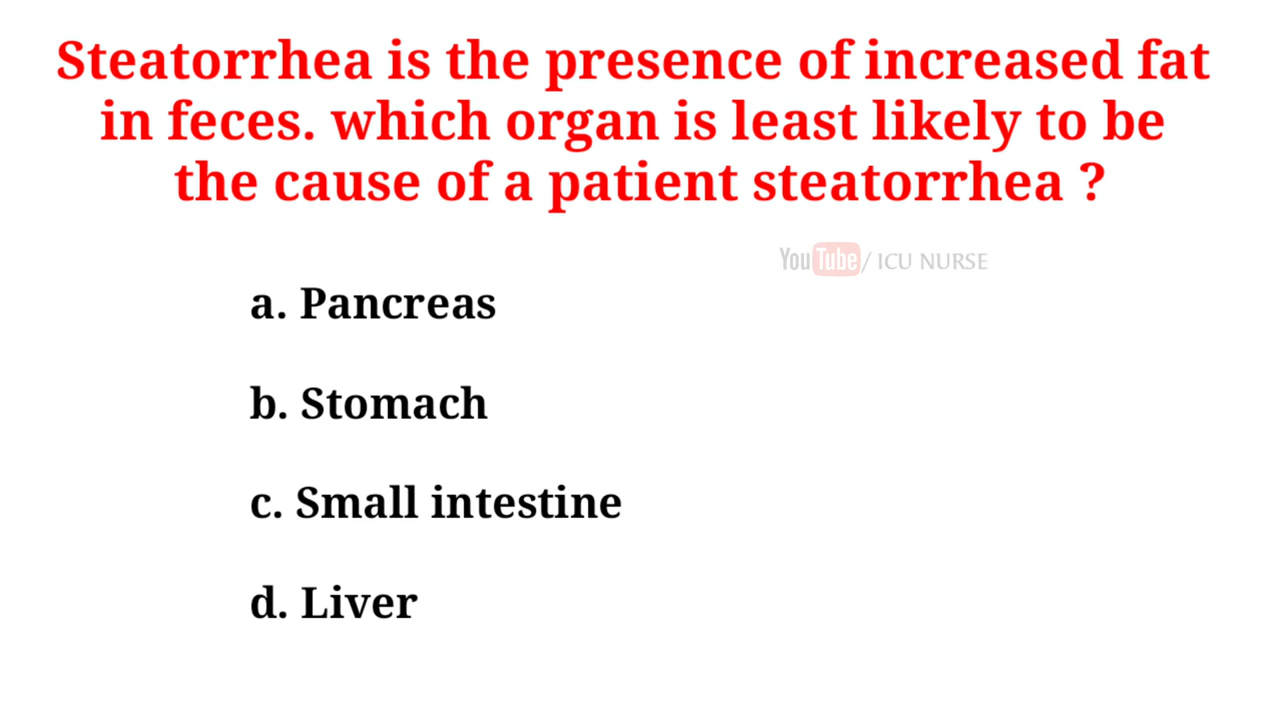 Steatorrhea is the presence of increased fat
in feces. which organ is least likely to be
the cause of a patient steatorrhea ?
YouTube/ ICU NURSE
a. Pancreas
b. Stomach
c. Small intestine
d. Liver